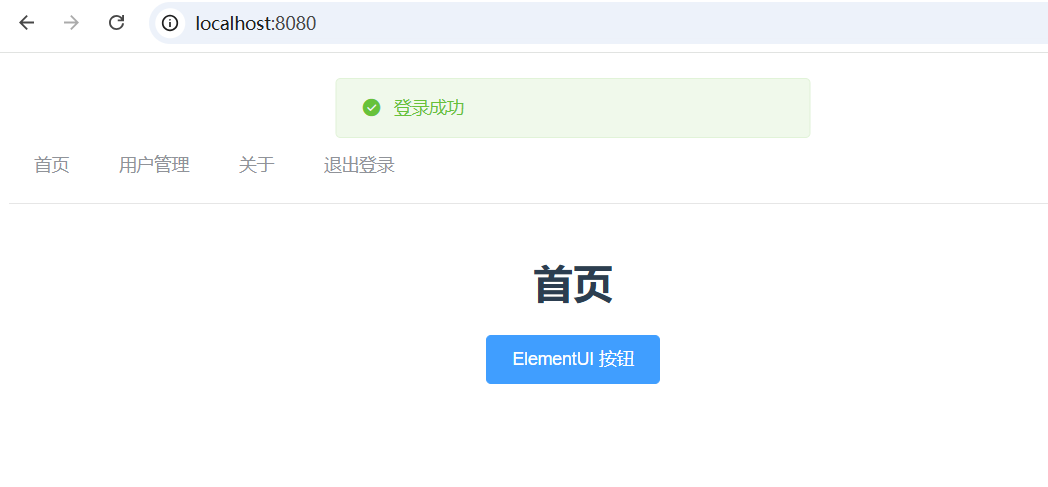 localhost:8080
登录成功
首页 用户管理 关于 退出登录
首页
ElementUI 按钮